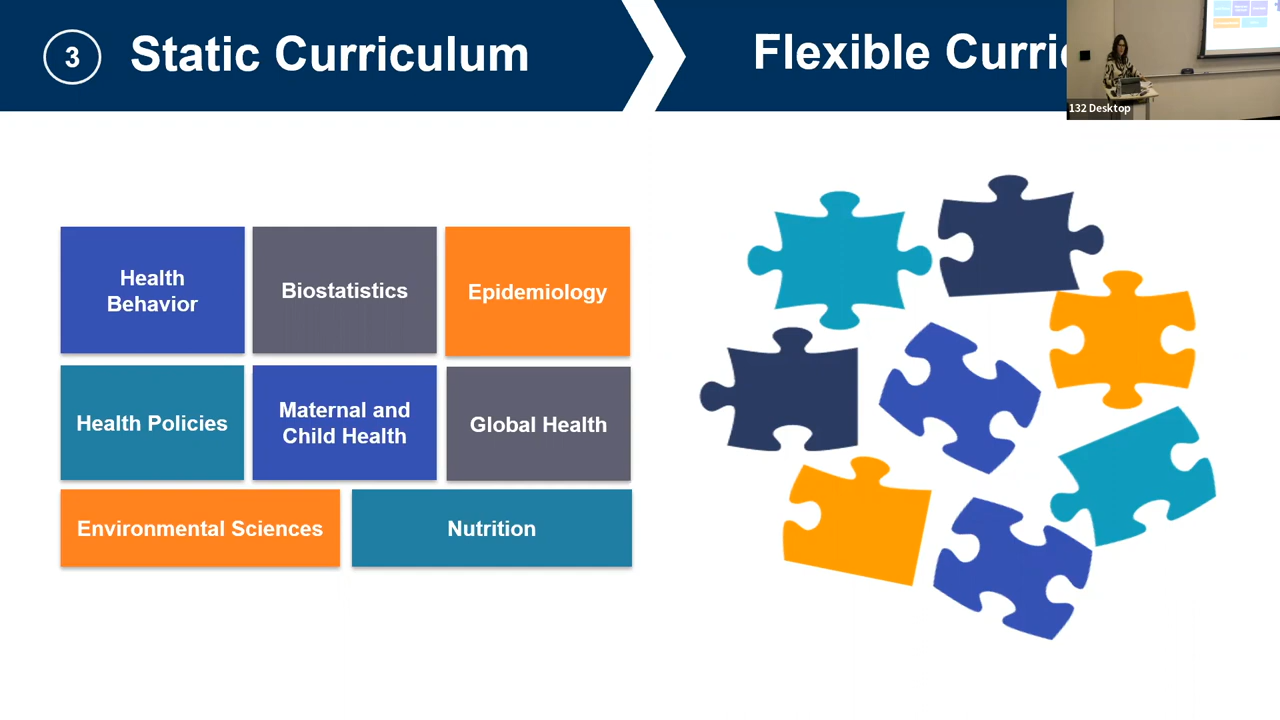 3
Static Curriculum
Flexible Curri
132 Desktop
Health
Behavior
Biostatistics
Epidemiology
Health Policies
Maternal and
Child Health
Global Health
Environmental Sciences
Nutrition